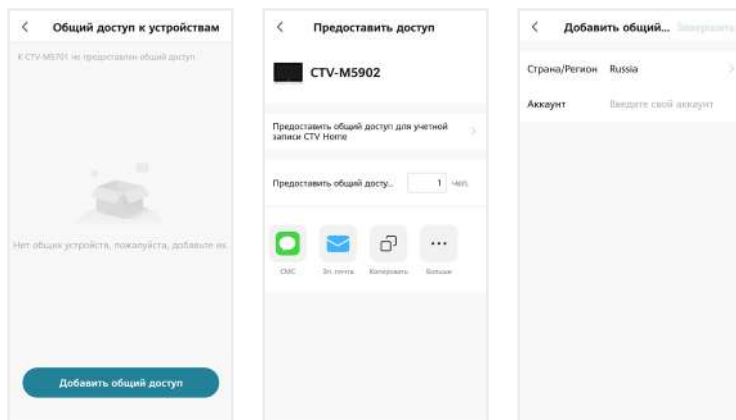 Общий доступ к устройствам
К CTV-M5701 не предоставлен общий доступ
Нет общих устройств, пожалуйста, добавьте их.
Добавить общий доступ
Предоставить доступ
CTV-M5902
Предоставить общий доступ для учетной
записи CTV Home
Предоставить общий досту...
1 чел.
СМС Эл. почта Копировать Больше
Добавить общий... Завершить
Страна/Регион Russia
Аккаунт Введите свой аккаунт